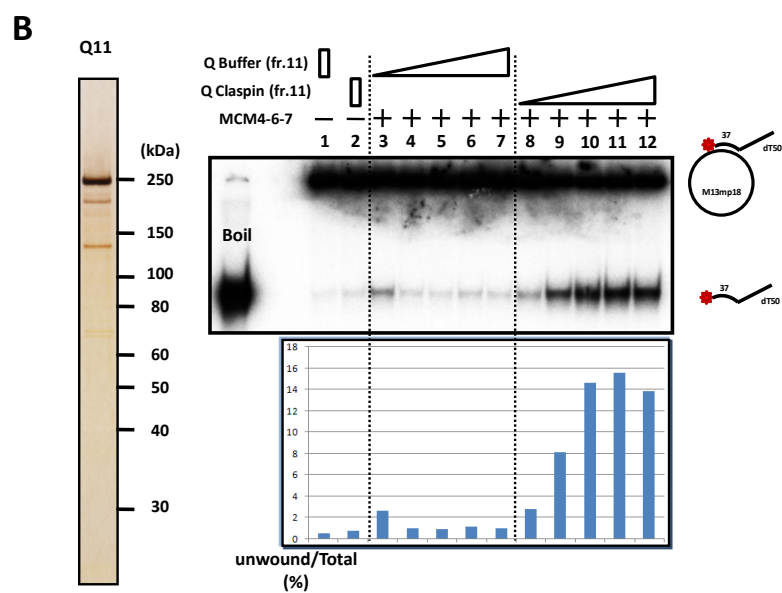 B
Q11
Q Buffer (fr.11)
Q Claspin (fr.11)
MCM4-6-7 — — + + + + + + + + + +
1 2 3 4 5 6 7 8 9 10 11 12
(kDa)
250
150
100
80
60
50
40
30
Boil
37
dT50
M13mp18
37
dT50
18
16
14
12
10
8
6
4
2
0
unwound/Total
(%)